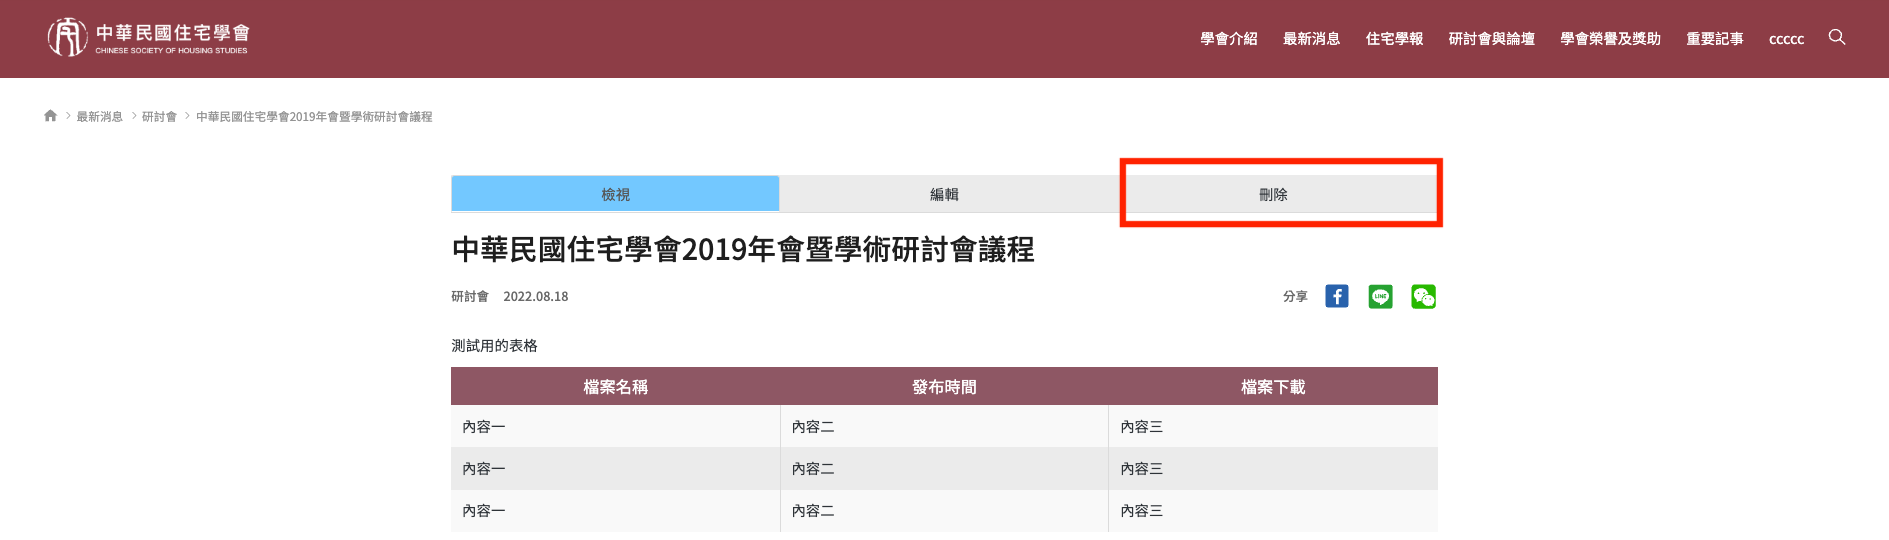 中華民國住宅學會
CHINESE SOCIETY OF HOUSING STUDIES
學會介紹 最新消息 住宅學報 研討會與論壇 學會榮譽及獎助 重要記事 ccccc
最新消息 研討會 中華民國住宅學會2019年會暨學術研討會議程
檢視 編輯 刪除
中華民國住宅學會2019年會暨學術研討會議程
研討會 2022.08.18 分享 LINE
測試用的表格
檔案名稱 發布時間 檔案下載
內容一 內容二 內容三
內容一 內容二 內容三
內容一 內容二 內容三